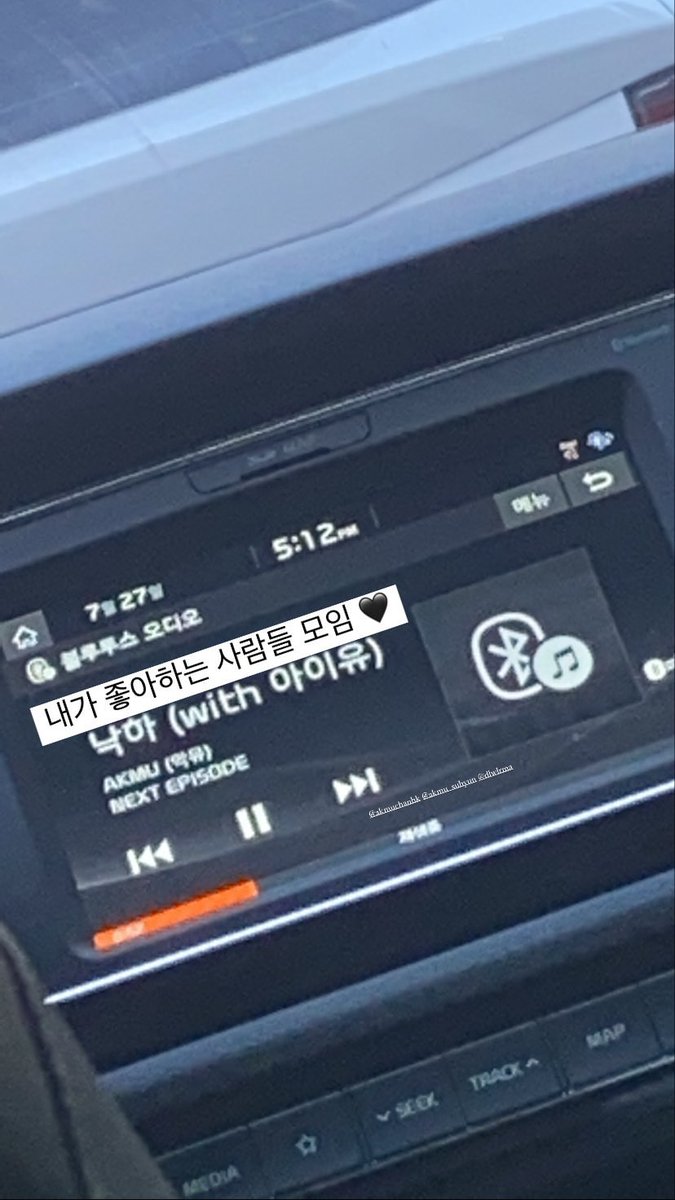 5:12 PM
메뉴
7월 27일
블루투스 오디오
내가 좋아하는 사람들 모임🖤
낙하 (with 아이유)
AKMU (악뮤)
NEXT EPISODE
@akmuchanhk @akmu_suhyun @dlwlrma
MAP
TRACK
SEEK
MEDIA